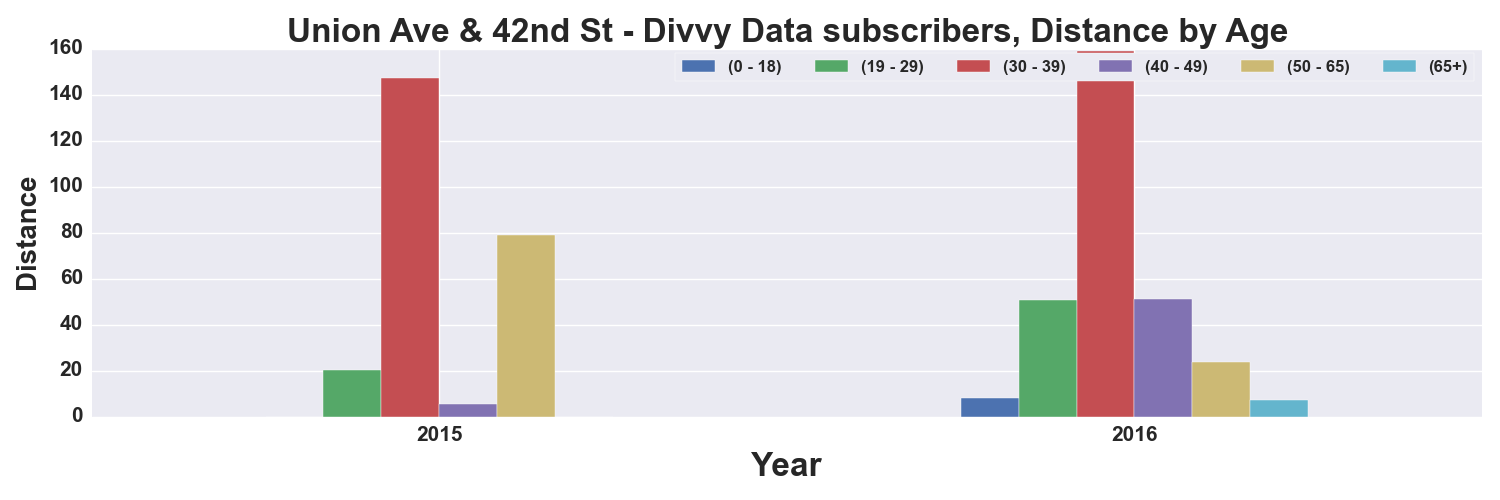 Union Ave & 42nd St - Divvy Data subscribers, Distance by Age
(0 - 18) (19 - 29) (30 - 39) (40 - 49) (50 - 65) (65+)
160
140
120
100
80
60
40
20
0
Distance
2015 2016
Year